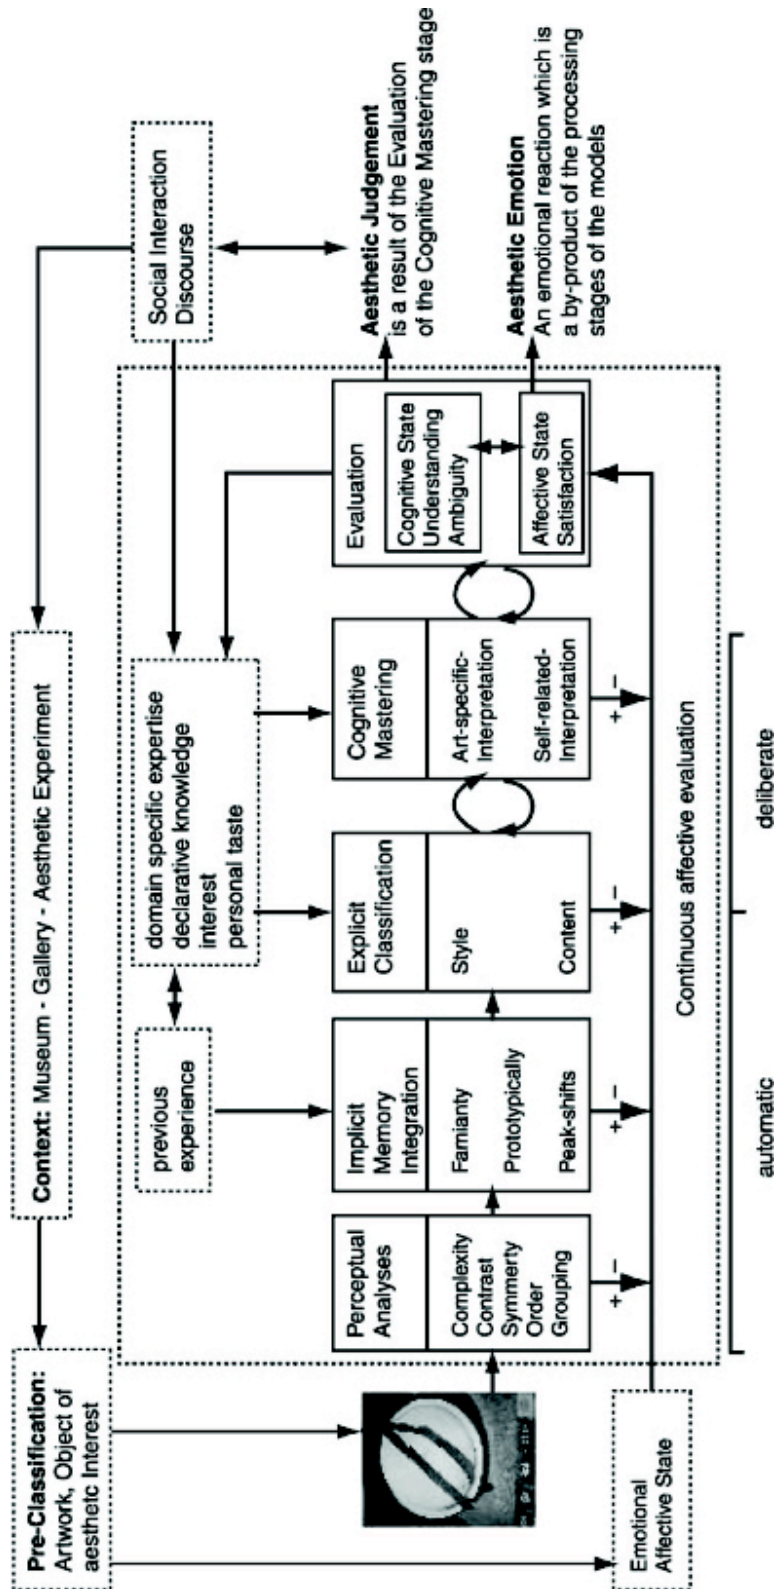 Pre-Classification:
Artwork, Object of
aesthetc Interest
Context: Museum - Gallery - Aesthetic Experiment
Social Interaction
Discourse
previous
experience
domain specific expertise
declarative knowledge
interest
personal taste
Perceptual
Analyses
Complexity
Contrast
Symmerty
Order
Grouping
+ −
Implicit
Memory
Integration
Famianty
Prototypically
Peak-shifts
+ −
Explicit
Classification
Style
Content
+ −
Cognitive
Mastering
Art-specific-
Interpretation
Self-related-
Interpretation
+ −
Evaluation
Cognitive State
Understanding
Ambiguity
Affective State
Satisfaction
Aesthetic Judgement
is a result of the Evaluation
of the Cognitive Mastering stage
Aesthetic Emotion
An emotional reaction which is
a by-product of the processing
stages of the models
Emotional
Affective State
Continuous affective evaluation
automatic
deliberate